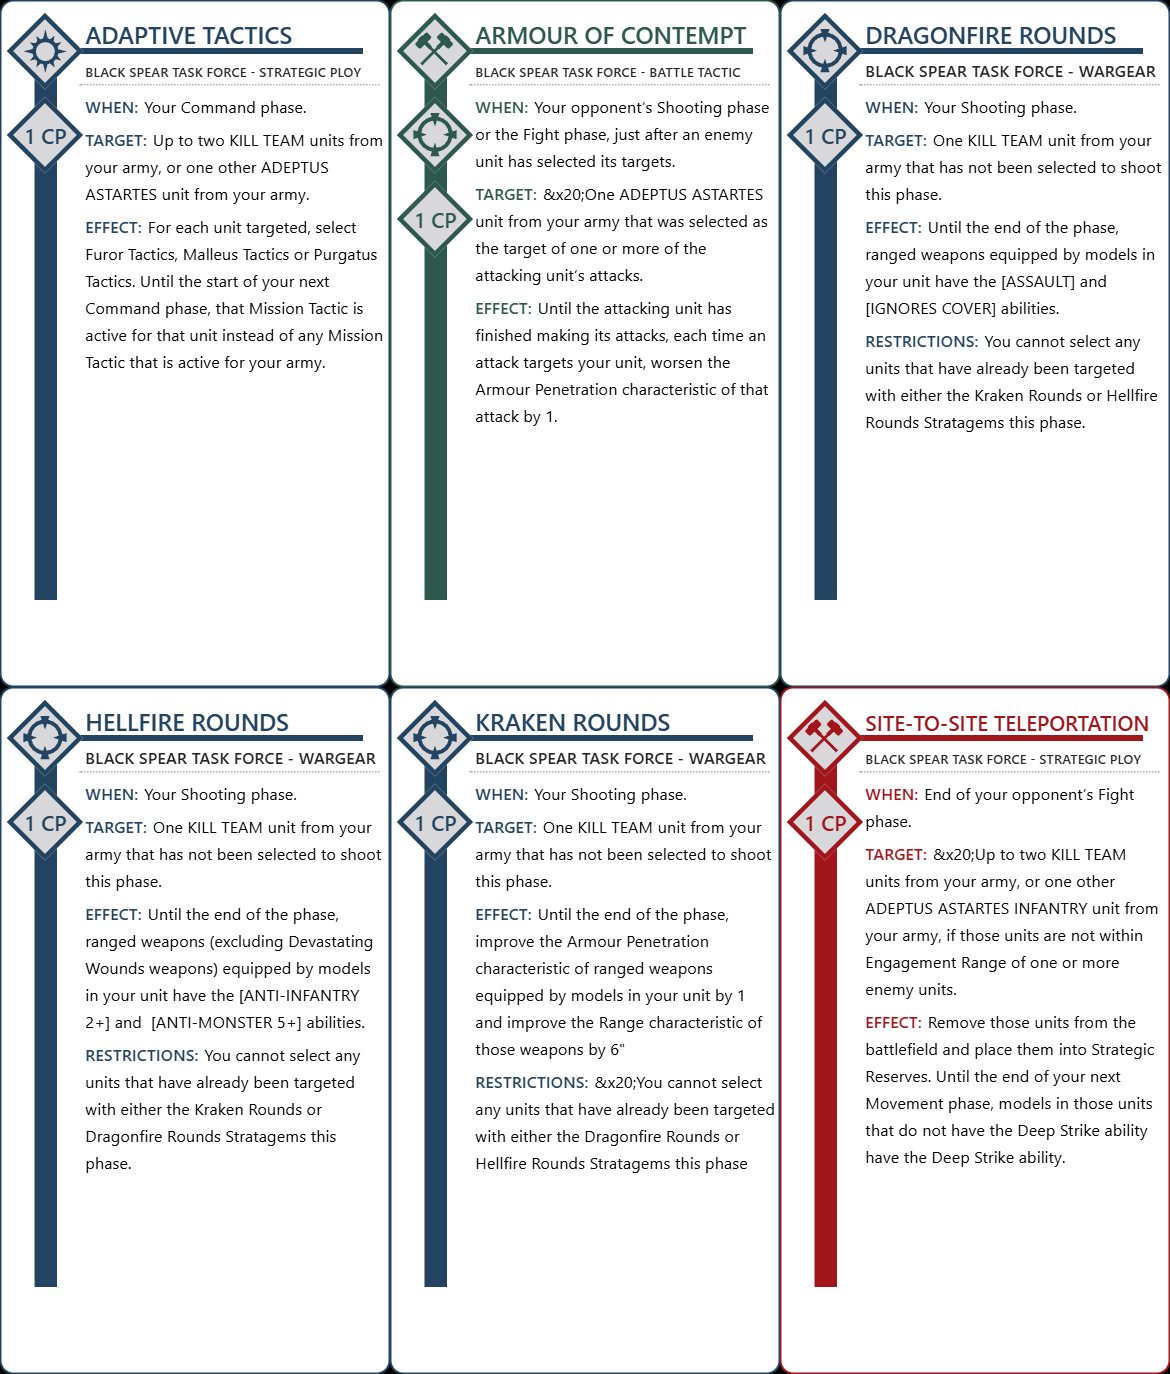 ADAPTIVE TACTICS
BLACK SPEAR TASK FORCE - STRATEGIC PLOY
1 CP
WHEN: Your Command phase.
TARGET: Up to two KILL TEAM units from
your army, or one other ADEPTUS
ASTARTES unit from your army.
EFFECT: For each unit targeted, select
Furor Tactics, Malleus Tactics or Purgatus
Tactics. Until the start of your next
Command phase, that Mission Tactic is
active for that unit instead of any Mission
Tactic that is active for your army.
ARMOUR OF CONTEMPT
BLACK SPEAR TASK FORCE - BATTLE TACTIC
1 CP
WHEN: Your opponent’s Shooting phase
or the Fight phase, just after an enemy
unit has selected its targets.
TARGET: &x20;One ADEPTUS ASTARTES
unit from your army that was selected as
the target of one or more of the
attacking unit’s attacks.
EFFECT: Until the attacking unit has
finished making its attacks, each time an
attack targets your unit, worsen the
Armour Penetration characteristic of that
attack by 1.
DRAGONFIRE ROUNDS
BLACK SPEAR TASK FORCE - WARGEAR
1 CP
WHEN: Your Shooting phase.
TARGET: One KILL TEAM unit from your
army that has not been selected to shoot
this phase.
EFFECT: Until the end of the phase,
ranged weapons equipped by models in
your unit have the [ASSAULT] and
[IGNORES COVER] abilities.
RESTRICTIONS: You cannot select any
units that have already been targeted
with either the Kraken Rounds or Hellfire
Rounds Stratagems this phase.
HELLFIRE ROUNDS
BLACK SPEAR TASK FORCE - WARGEAR
1 CP
WHEN: Your Shooting phase.
TARGET: One KILL TEAM unit from your
army that has not been selected to shoot
this phase.
EFFECT: Until the end of the phase,
ranged weapons (excluding Devastating
Wounds weapons) equipped by models
in your unit have the [ANTI-INFANTRY
2+] and  [ANTI-MONSTER 5+] abilities.
RESTRICTIONS: You cannot select any
units that have already been targeted
with either the Kraken Rounds or
Dragonfire Rounds Stratagems this
phase.
KRAKEN ROUNDS
BLACK SPEAR TASK FORCE - WARGEAR
1 CP
WHEN: Your Shooting phase.
TARGET: One KILL TEAM unit from your
army that has not been selected to shoot
this phase.
EFFECT: Until the end of the phase,
improve the Armour Penetration
characteristic of ranged weapons
equipped by models in your unit by 1
and improve the Range characteristic of
those weapons by 6"
RESTRICTIONS: &x20;You cannot select
any units that have already been targeted
with either the Dragonfire Rounds or
Hellfire Rounds Stratagems this phase
SITE-TO-SITE TELEPORTATION
BLACK SPEAR TASK FORCE - STRATEGIC PLOY
1 CP
WHEN: End of your opponent’s Fight
phase.
TARGET: &x20;Up to two KILL TEAM
units from your army, or one other
ADEPTUS ASTARTES INFANTRY unit from
your army, if those units are not within
Engagement Range of one or more
enemy units.
EFFECT: Remove those units from the
battlefield and place them into Strategic
Reserves. Until the end of your next
Movement phase, models in those units
that do not have the Deep Strike ability
have the Deep Strike ability.